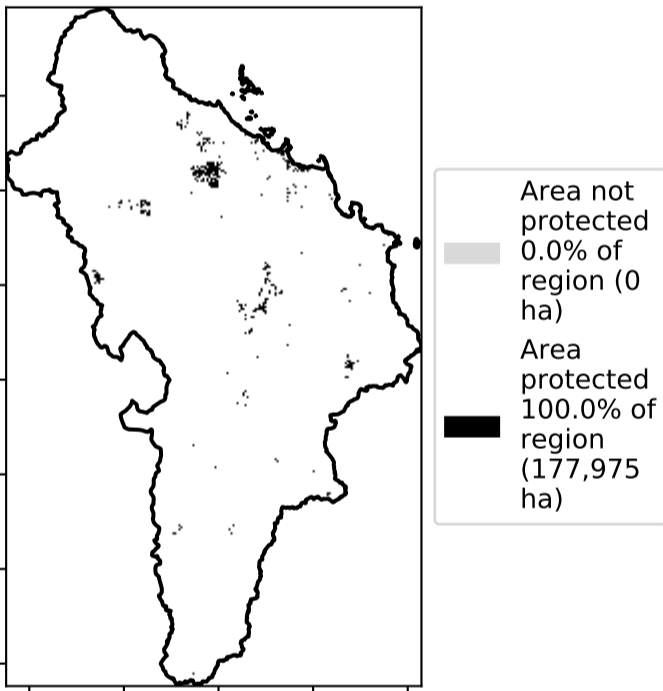 Area not
protected
0.0% of
region (0
ha)
Area
protected
100.0% of
region
(177,975
ha)